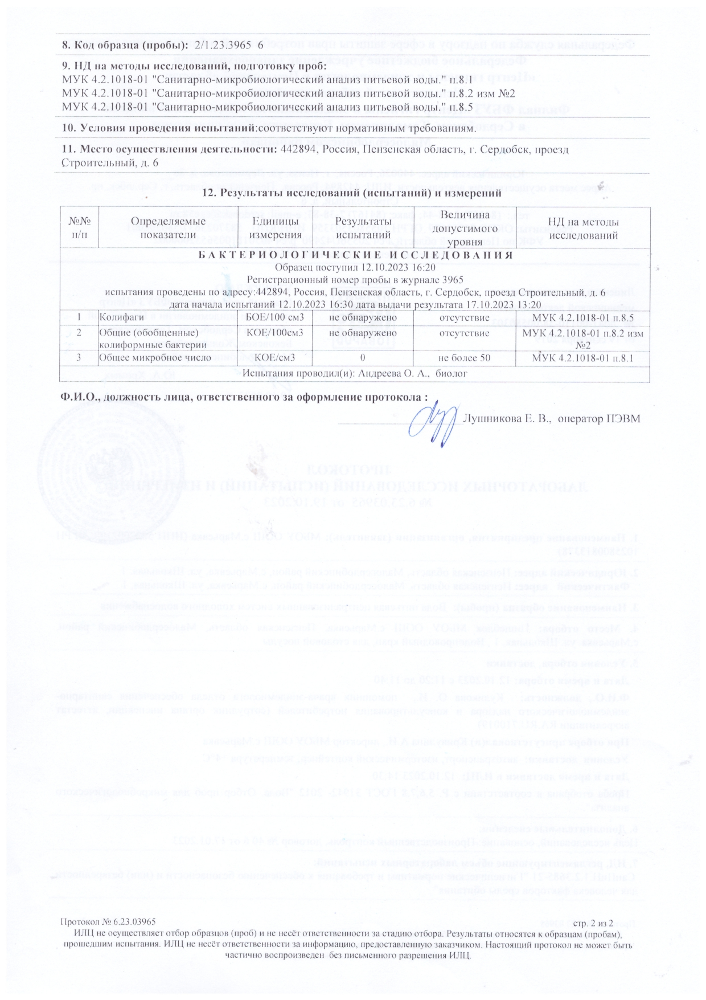 8. Код образца (пробы): 2/1.23.3965 6
9. НД на методы исследований, подготовку проб:
МУК 4.2.1018-01 "Санитарно-микробиологический анализ питьевой воды." п.8.1
МУК 4.2.1018-01 "Санитарно-микробиологический анализ питьевой воды." п.8.2 изм №2
МУК 4.2.1018-01 "Санитарно-микробиологический анализ питьевой воды." п.8.5
10. Условия проведения испытаний:соответствуют нормативным требованиям.
11. Место осуществления деятельности: 442894, Россия, Пензенская область, г. Сердобск, проезд
Строительный, д. 6
12. Результаты исследований (испытаний) и измерений
№№ п/п Определяемые показатели Единицы измерения Результаты испытаний Величина допустимого уровня НД на методы исследований
БАКТЕРИОЛОГИЧЕСКИЕ ИССЛЕДОВАНИЯ
Образец поступил 12.10.2023 16:20
Регистрационный номер пробы в журнале 3965
испытания проведены по адресу:442894, Россия, Пензенская область, г. Сердобск, проезд Строительный, д. 6
дата начала испытаний 12.10.2023 16:30 дата выдачи результата 17.10.2023 13:20
1 Колифаги БОЕ/100 см3 не обнаружено отсутствие МУК 4.2.1018-01 п.8.5
2 Общие (обобщенные) колиформные бактерии КОЕ/100см3 не обнаружено отсутствие МУК 4.2.1018-01 п.8.2 изм №2
3 Общее микробное число КОЕ/см3 0 не более 50 МУК 4.2.1018-01 п.8.1
Испытания проводил(и): Андреева О. А., биолог
Ф.И.О., должность лица, ответственного за оформление протокола :
Лушникова Е. В., оператор ПЭВМ
Протокол № 6.23.03965 стр. 2 из 2
ИЛЦ не осуществляет отбор образцов (проб) и не несёт ответственности за стадию отбора. Результаты относятся к образцам (пробам),
прошедшим испытания. ИЛЦ не несёт ответственности за информацию, предоставленную заказчиком. Настоящий протокол не может быть
частично воспроизведен без письменного разрешения ИЛЦ.